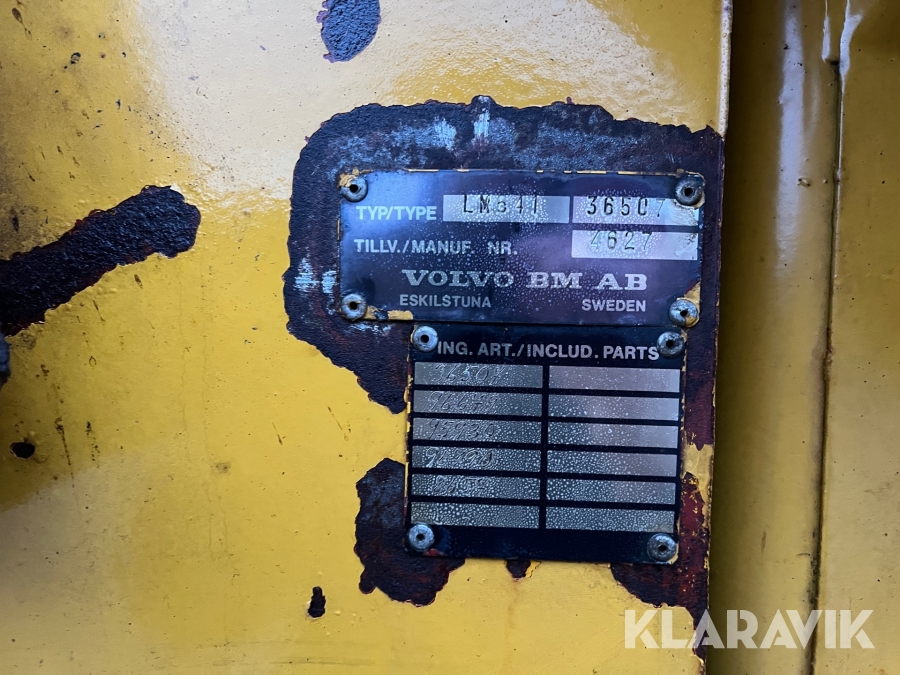 TYP/TYPE LM641 36507
TILLV./MANUF. NR. 4627
VOLVO BM AB
ESKILSTUNA SWEDEN
ING. ART./INCLUD. PARTS
KLARAVIK